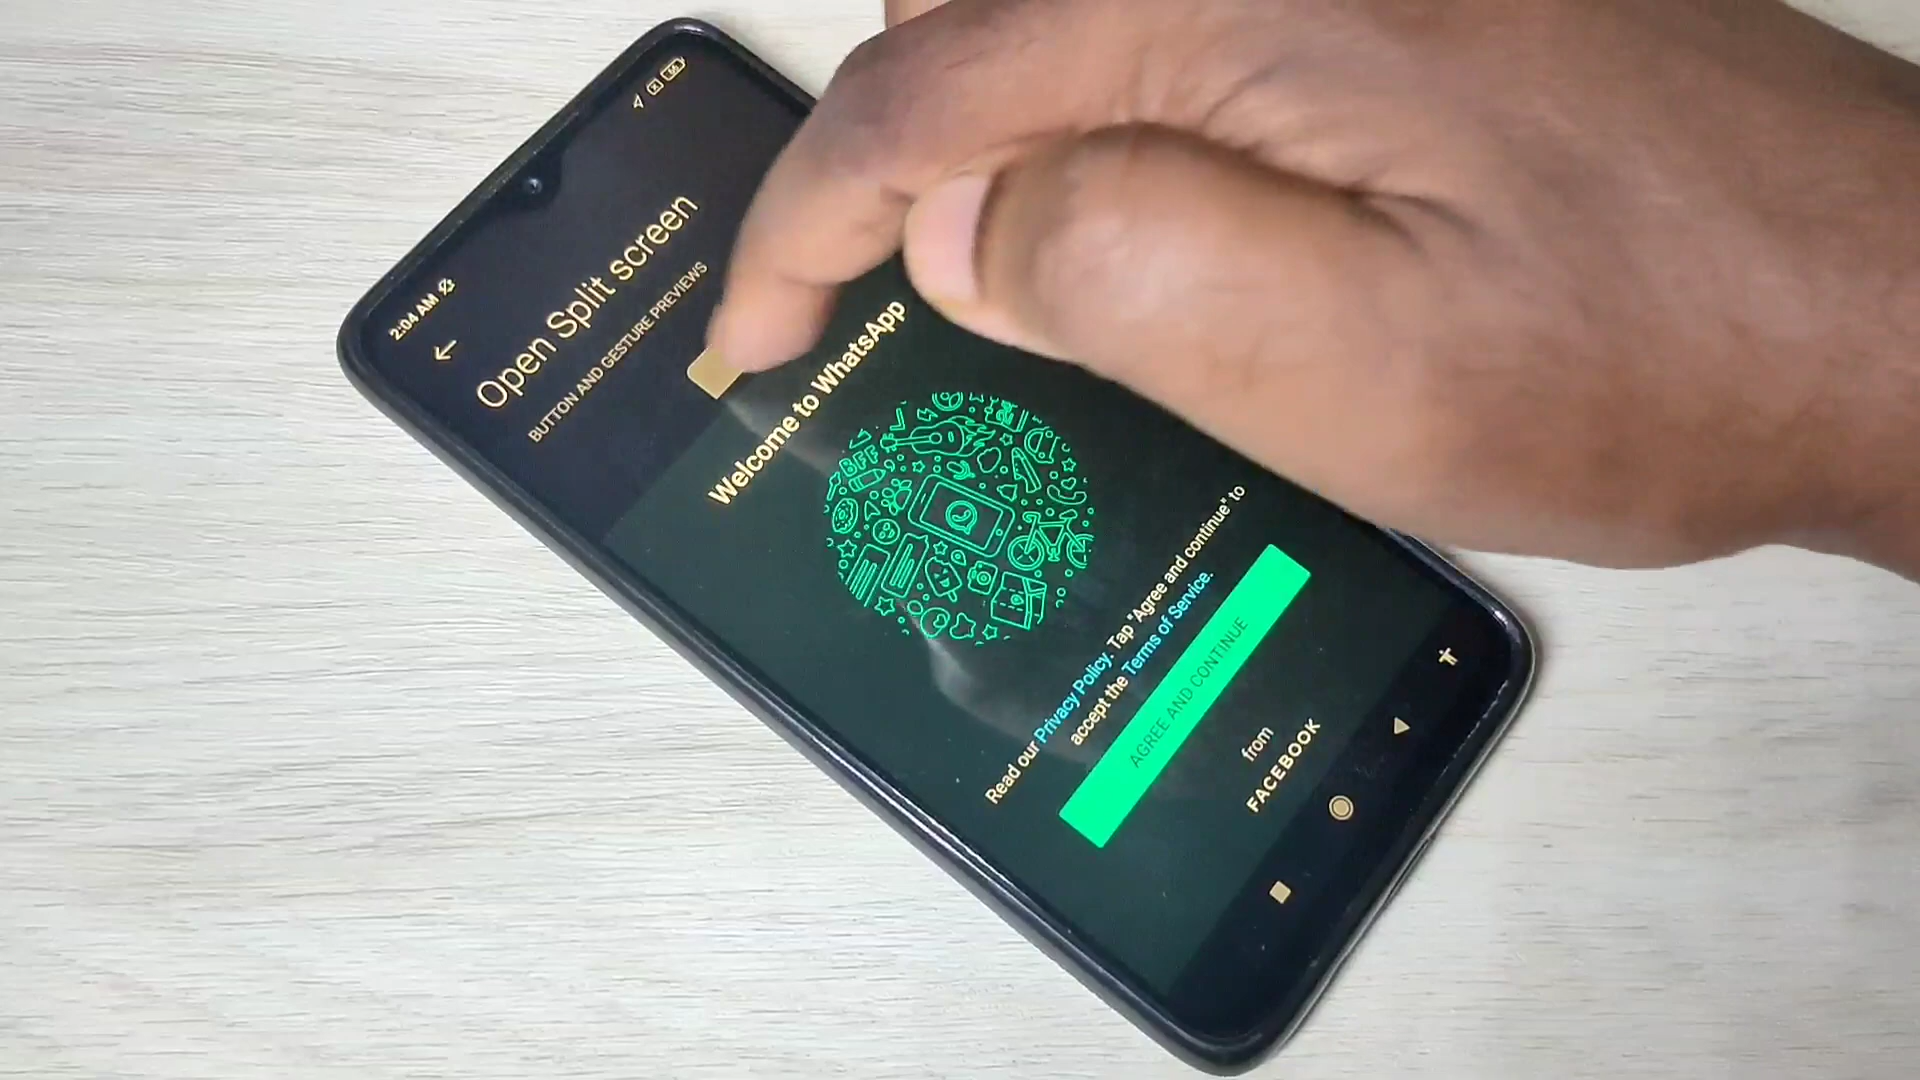 2:04 AM
Open Split screen
BUTTON AND GESTURE PREVIEWS
Welcome to WhatsApp
BFF
Read our Privacy Policy. Tap "Agree and continue" to
accept the Terms of Service.
AGREE AND CONTINUE
from
FACEBOOK